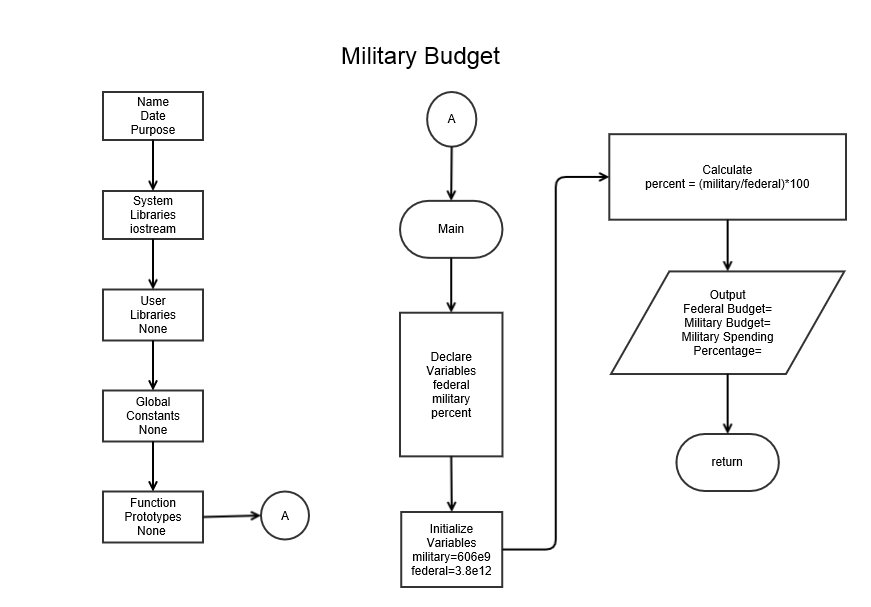 Military Budget
Name
Date
Purpose
System
Libraries
iostream
User
Libraries
None
Global
Constants
None
Function
Prototypes
None
A
A
Main
Declare
Variables
federal
military
percent
Initialize
Variables
military=606e9
federal=3.8e12
Calculate
percent = (military/federal)*100
Output
Federal Budget=
Military Budget=
Military Spending
Percentage=
return